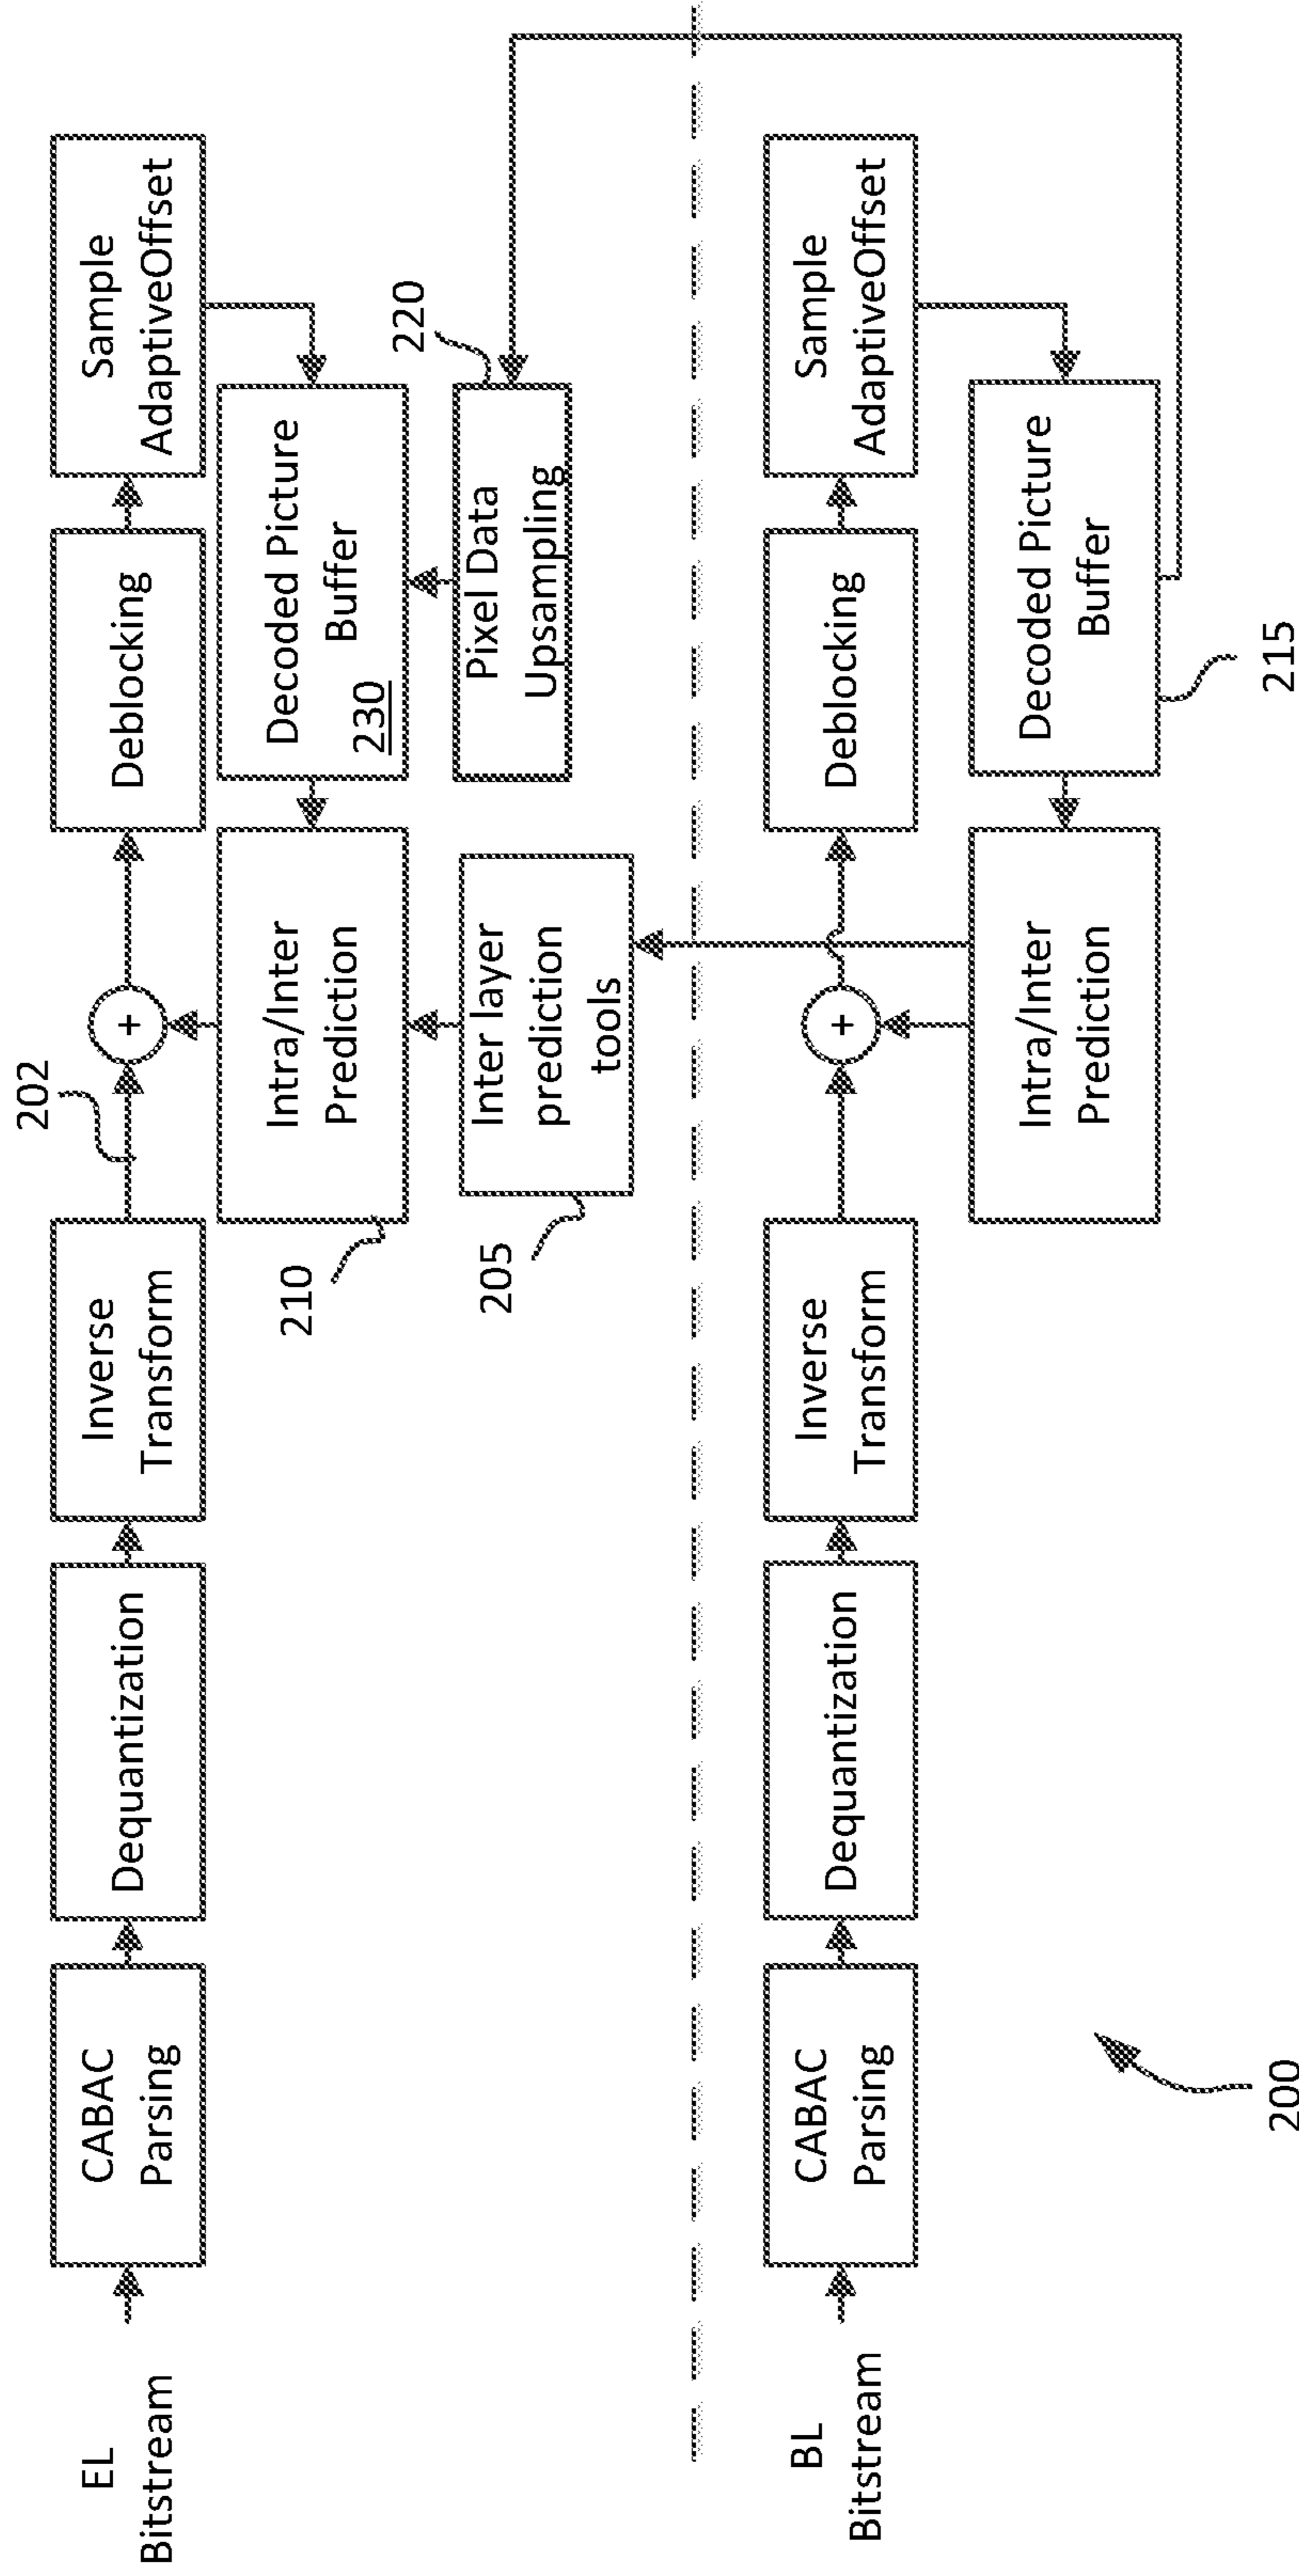 EL
Bitstream
CABAC
Parsing
Dequantization
Inverse
Transform
202
+
Deblocking
Sample
AdaptiveOffset
210
Intra/Inter
Prediction
Decoded Picture
Buffer
230
220
205
Inter layer
prediction
tools
Pixel Data
Upsampling
BL
Bitstream
CABAC
Parsing
Dequantization
Inverse
Transform
+
Deblocking
Sample
AdaptiveOffset
Intra/Inter
Prediction
Decoded Picture
Buffer
215
200